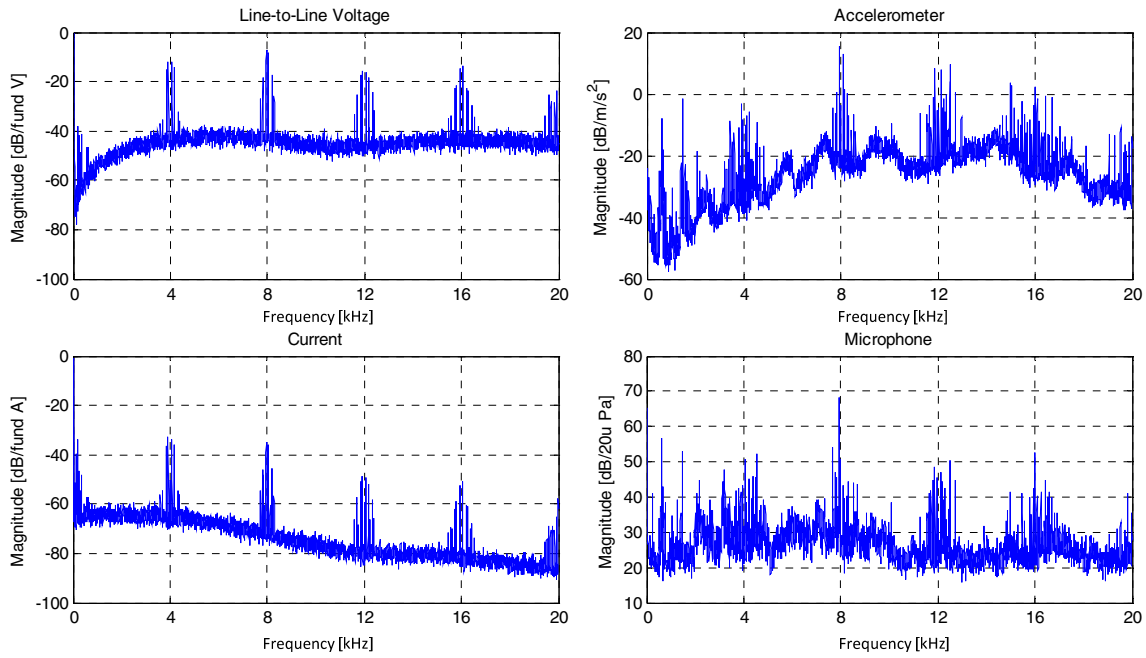 Line-to-Line Voltage
Magnitude [dB/fund V]
0
-20
-40
-60
-80
-100
0 4 8 12 16 20
Frequency [kHz]
Accelerometer
Magnitude [dB/m/s²]
20
0
-20
-40
-60
0 4 8 12 16 20
Frequency [kHz]
Current
Magnitude [dB/fund A]
0
-20
-40
-60
-80
-100
0 4 8 12 16 20
Frequency [kHz]
Microphone
Magnitude [dB/20u Pa]
80
70
60
50
40
30
20
10
0 4 8 12 16 20
Frequency [kHz]